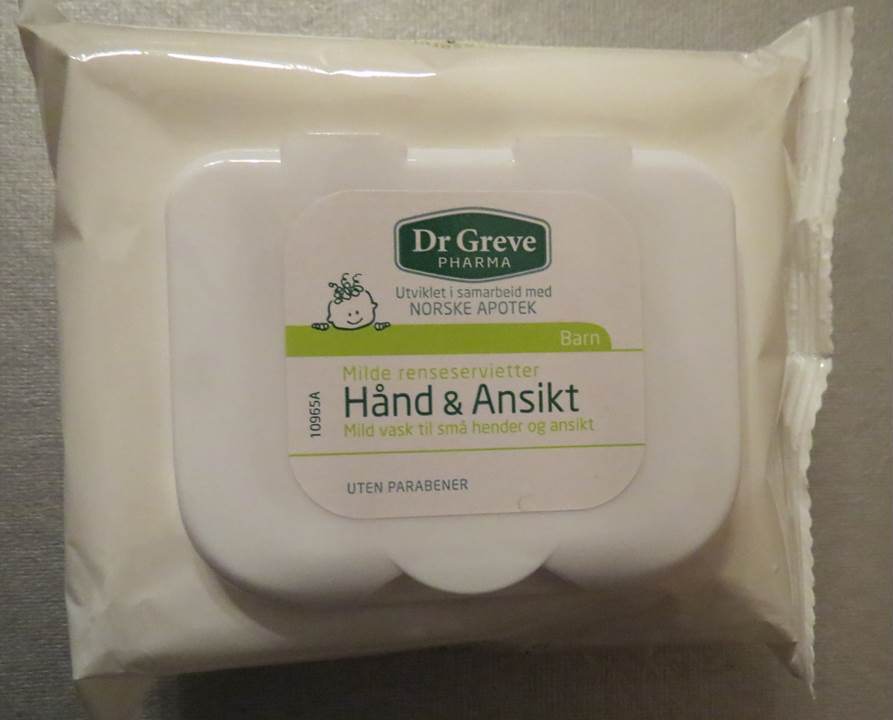 Dr Greve
PHARMA
Utviklet i samarbeid med
NORSKE APOTEK
Barn
Milde renseservietter
Hånd & Ansikt
Mild vask til små hender og ansikt
10965A
UTEN PARABENER